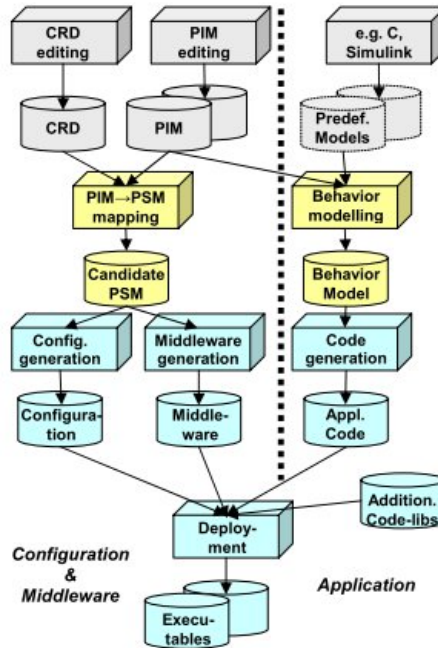 CRD
editing
PIM
editing
e.g. C,
Simulink
CRD
PIM
Predef.
Models
PIM→PSM
mapping
Behavior
modelling
Candidate
PSM
Behavior
Model
Config.
generation
Middleware
generation
Code
generation
Configura-
tion
Middle-
ware
Appl.
Code
Addition.
Code-libs
Deploy-
ment
Configuration
&
Middleware
Application
Execu-
tables